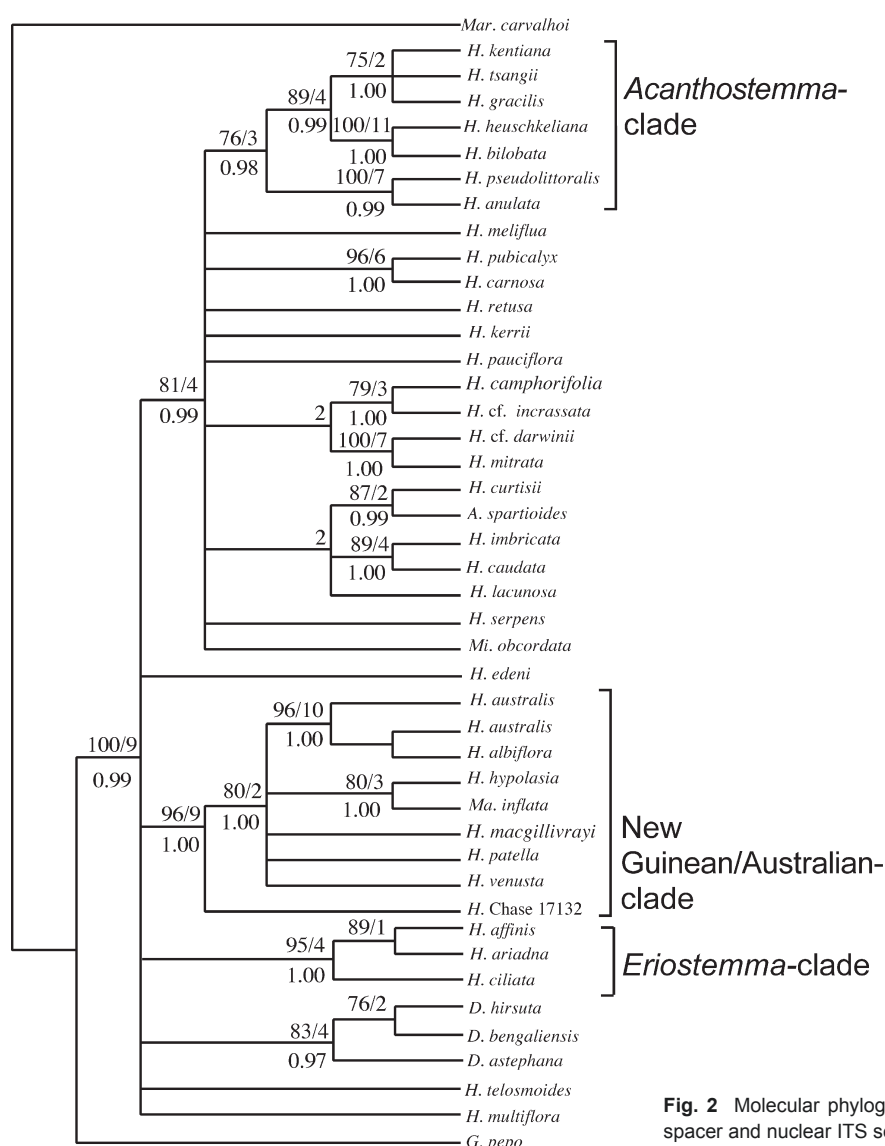 Mar. carvalhoi
H. kentiana
75/2
H. tsangii
1.00
H. gracilis
89/4
0.99
100/11
H. heuschkeliana
1.00
H. bilobata
76/3
0.98
100/7
H. pseudolittoralis
0.99
H. anulata
Acanthostemma-
clade
H. meliflua
96/6
H. pubicalyx
1.00
H. carnosa
H. retusa
H. kerrii
H. pauciflora
81/4
0.99
79/3
H. camphorifolia
2
1.00
H. cf. incrassata
100/7
H. cf. darwinii
1.00
H. mitrata
87/2
H. curtisii
0.99
A. spartioides
2
89/4
H. imbricata
1.00
H. caudata
H. lacunosa
H. serpens
Mi. obcordata
H. edeni
100/9
0.99
96/10
H. australis
1.00
H. australis
H. albiflora
80/2
1.00
80/3
H. hypolasia
1.00
Ma. inflata
96/9
1.00
H. macgillivrayi
H. patella
H. venusta
H. Chase 17132
New
Guinean/Australian-
clade
89/1
H. affinis
95/4
H. ariadna
1.00
H. ciliata
Eriostemma-clade
76/2
D. hirsuta
83/4
D. bengaliensis
0.97
D. astephana
H. telosmoides
H. multiflora
G. pepo
Fig. 2 Molecular phylog
spacer and nuclear ITS se